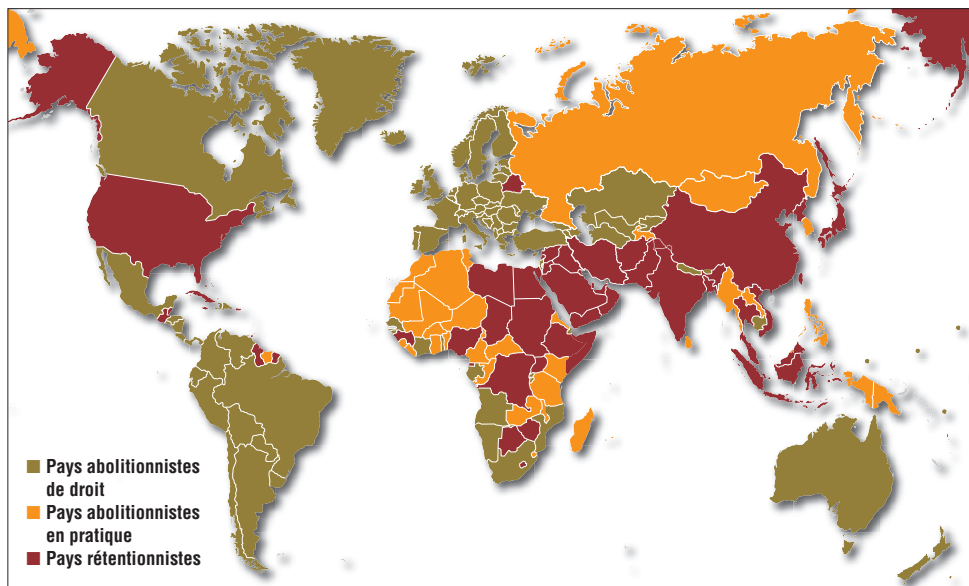 Pays abolitionnistes
de droit
Pays abolitionnistes
en pratique
Pays rétentionnistes